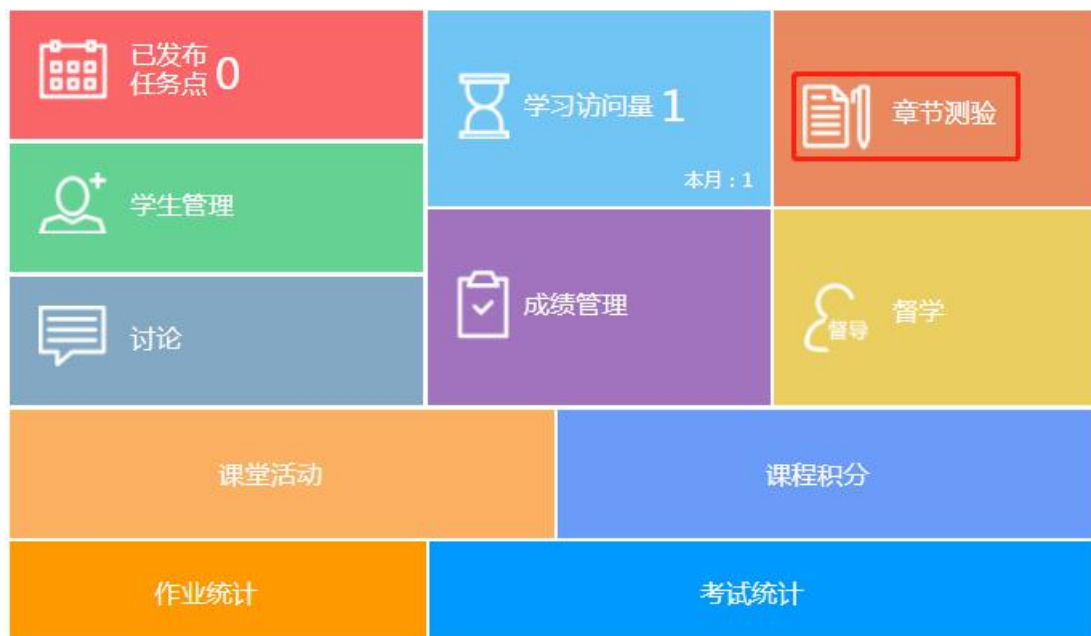 已发布
任务点 0
学习访问量 1
本月：1
章节测验
学生管理
成绩管理
督导
督学
讨论
课堂活动
课程积分
作业统计
考试统计